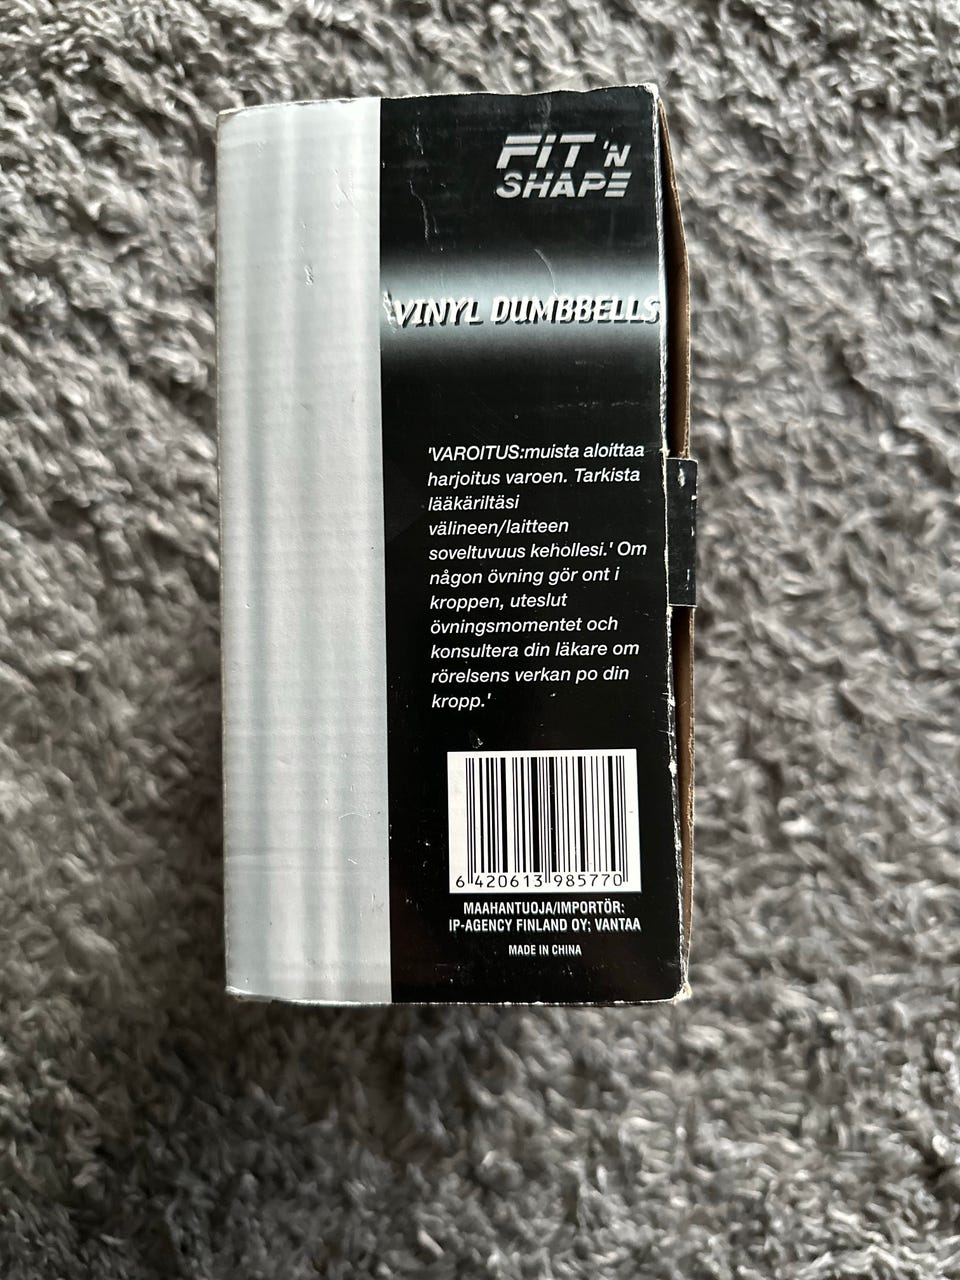 FIT 'N
SHAPE
VINYL DUMBBELLS
'VAROITUS:muista aloittaa
harjoitus varoen. Tarkista
lääkäriltäsi
välineen/laitteen
soveltuvuus kehollesi.' Om
någon övning gör ont i
kroppen, uteslut
övningsmomentet och
konsultera din läkare om
rörelsens verkan po din
kropp.'
6 420613 985770
MAAHANTUOJA/IMPORTÖR:
IP-AGENCY FINLAND OY; VANTAA
MADE IN CHINA